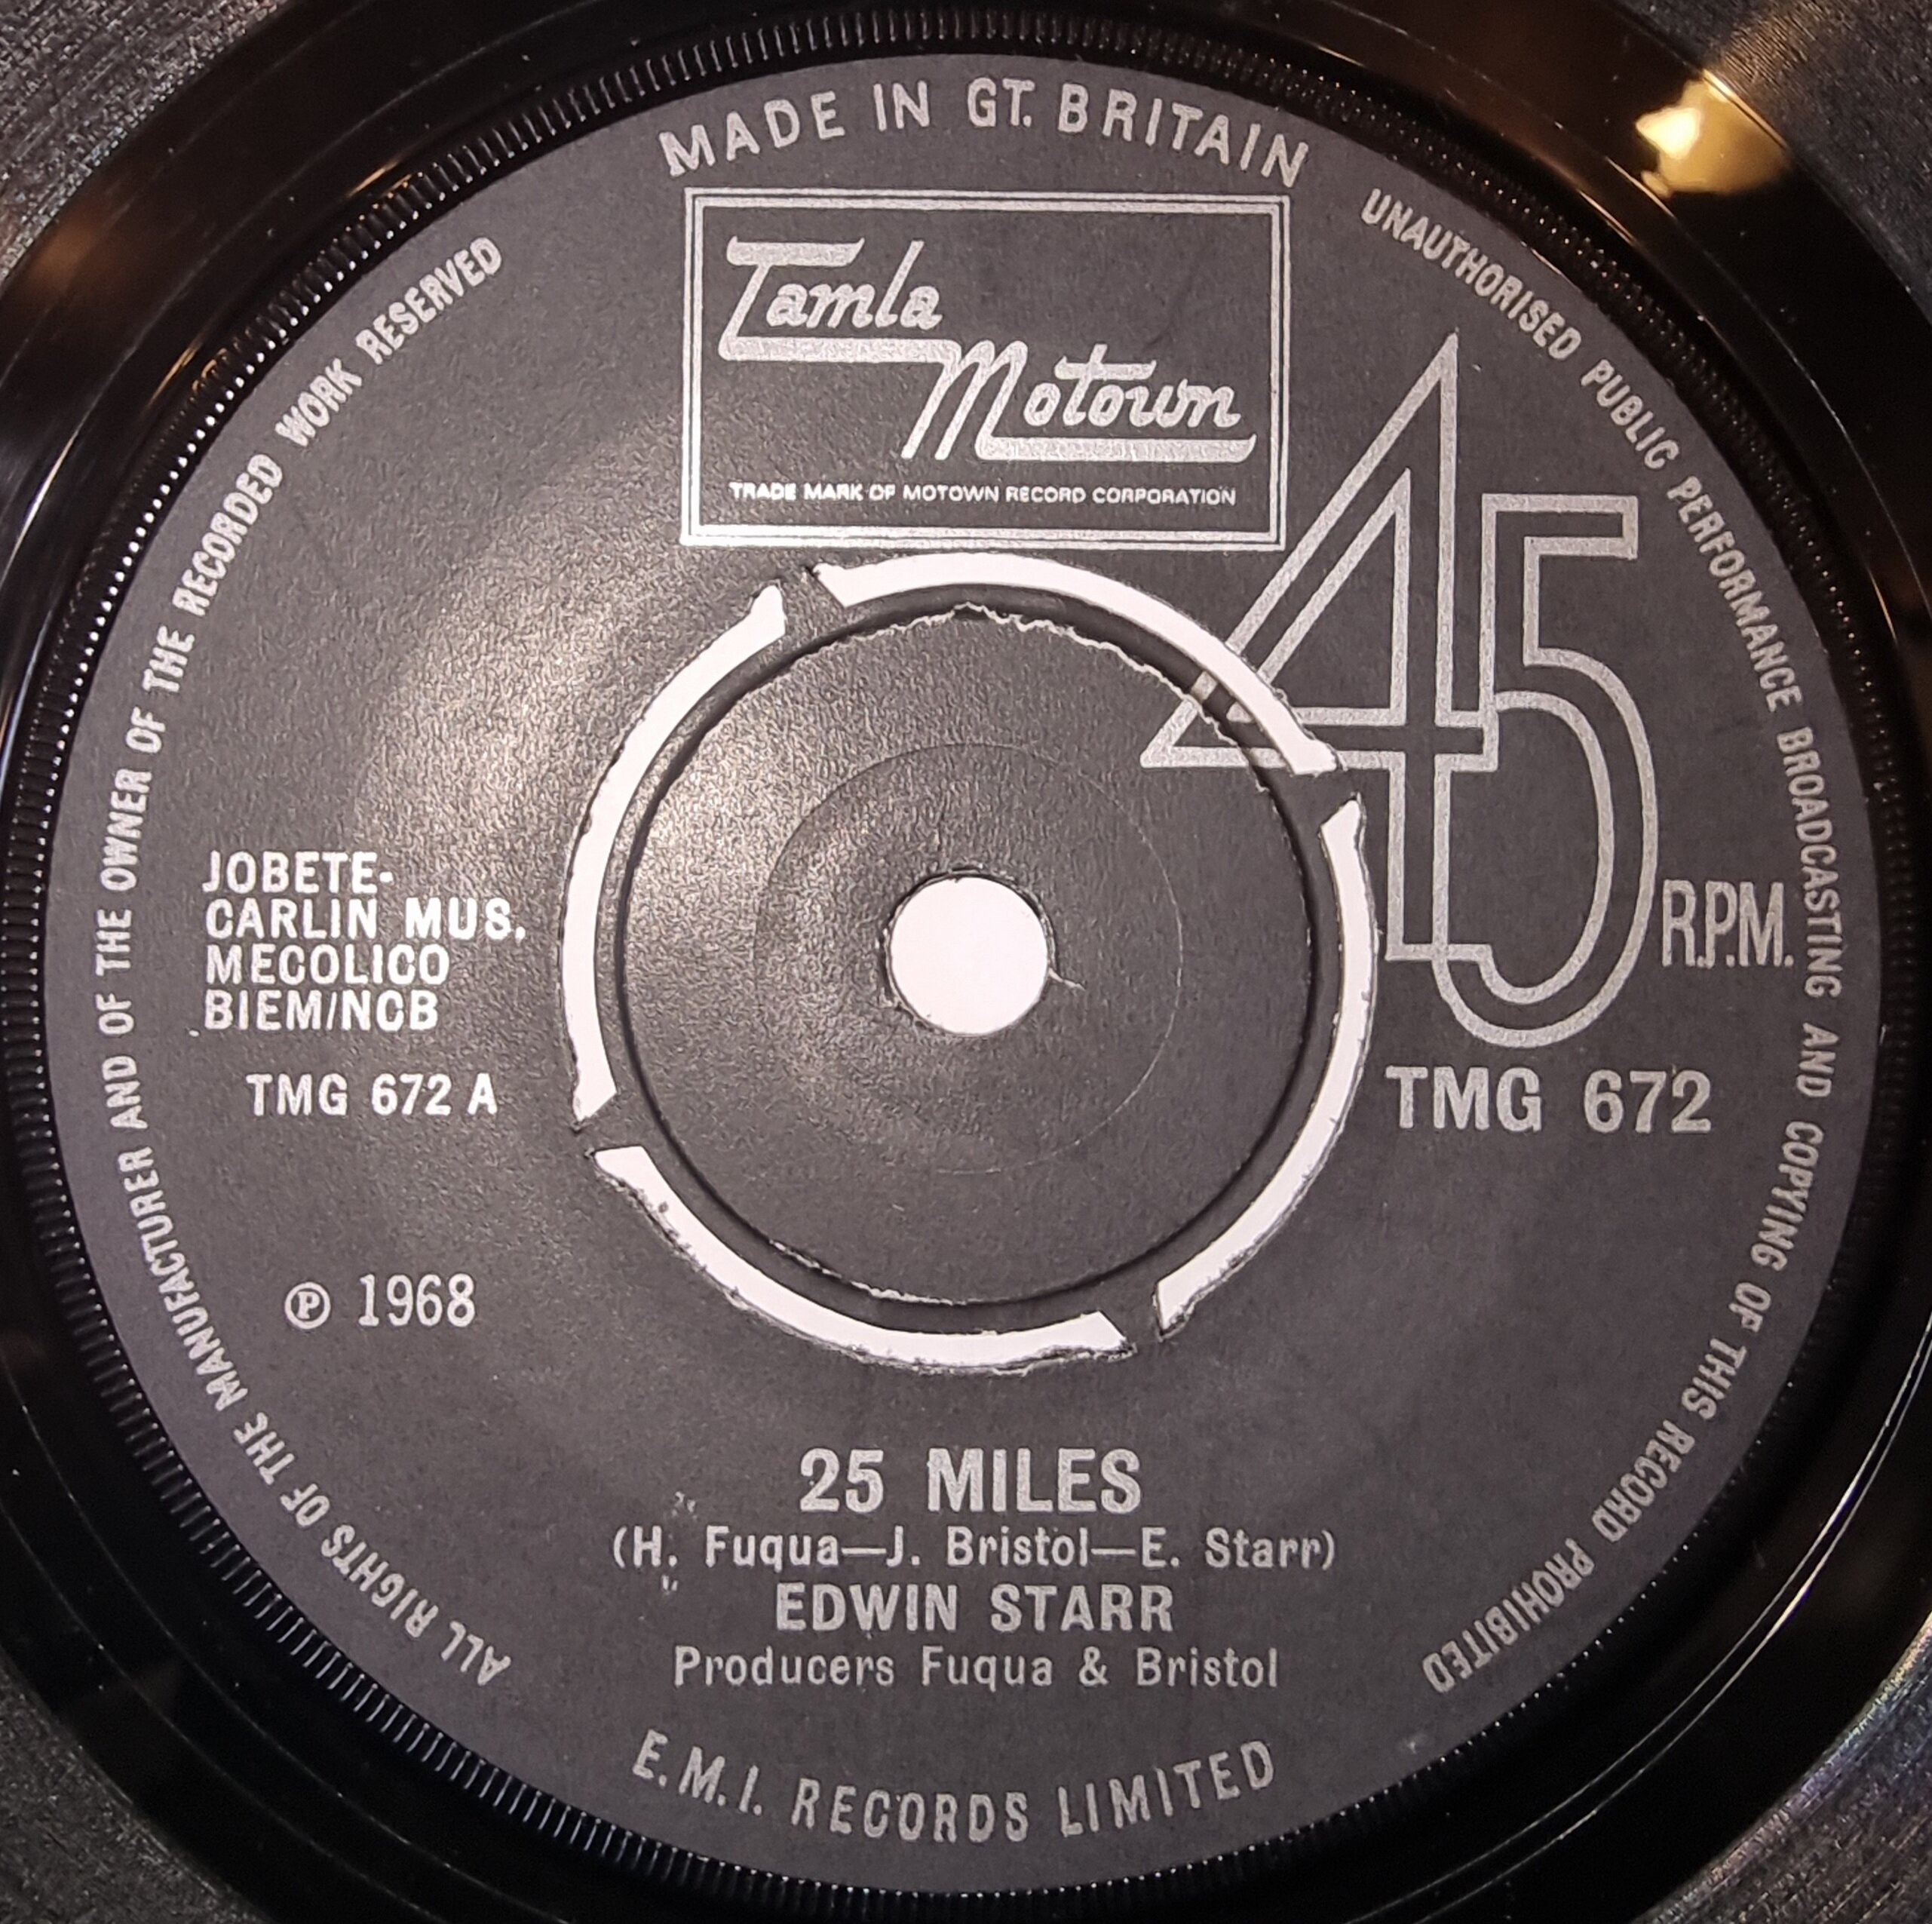 MADE IN GT. BRITAIN
Tamla
Motown
TRADE MARK OF MOTOWN RECORD CORPORATION
UNAUTHORISED PUBLIC PERFORMANCE BROADCASTING AND COPYING OF THIS RECORD PROHIBITED
ALL RIGHTS OF THE MANUFACTURER AND OF THE OWNER OF THE RECORDED WORK RESERVED
45
R.P.M.
JOBETE-
CARLIN MUS.
MECOLICO
BIEM/NCB
TMG 672 A
TMG 672
℗ 1968
25 MILES
(H. Fuqua—J. Bristol—E. Starr)
EDWIN STARR
Producers Fuqua & Bristol
E.M.I. RECORDS LIMITED